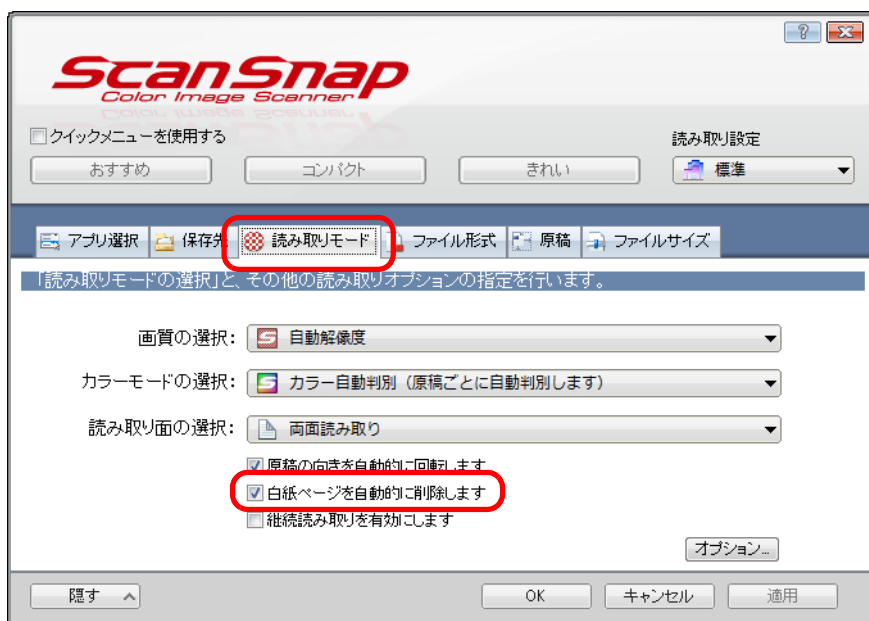 ScanSnap
Color Image Scanner
クイックメニューを使用する
読み取り設定
おすすめ コンパクト きれい 標準
アプリ選択 保存先 読み取りモード ファイル形式 原稿 ファイルサイズ
「読み取りモードの選択」と、その他の読み取りオプションの指定を行います。
画質の選択: 自動解像度
カラーモードの選択: カラー自動判別（原稿ごとに自動判別します）
読み取り面の選択: 両面読み取り
原稿の向きを自動的に回転します
白紙ページを自動的に削除します
継続読み取りを有効にします
オプション...
隠す OK キャンセル 適用